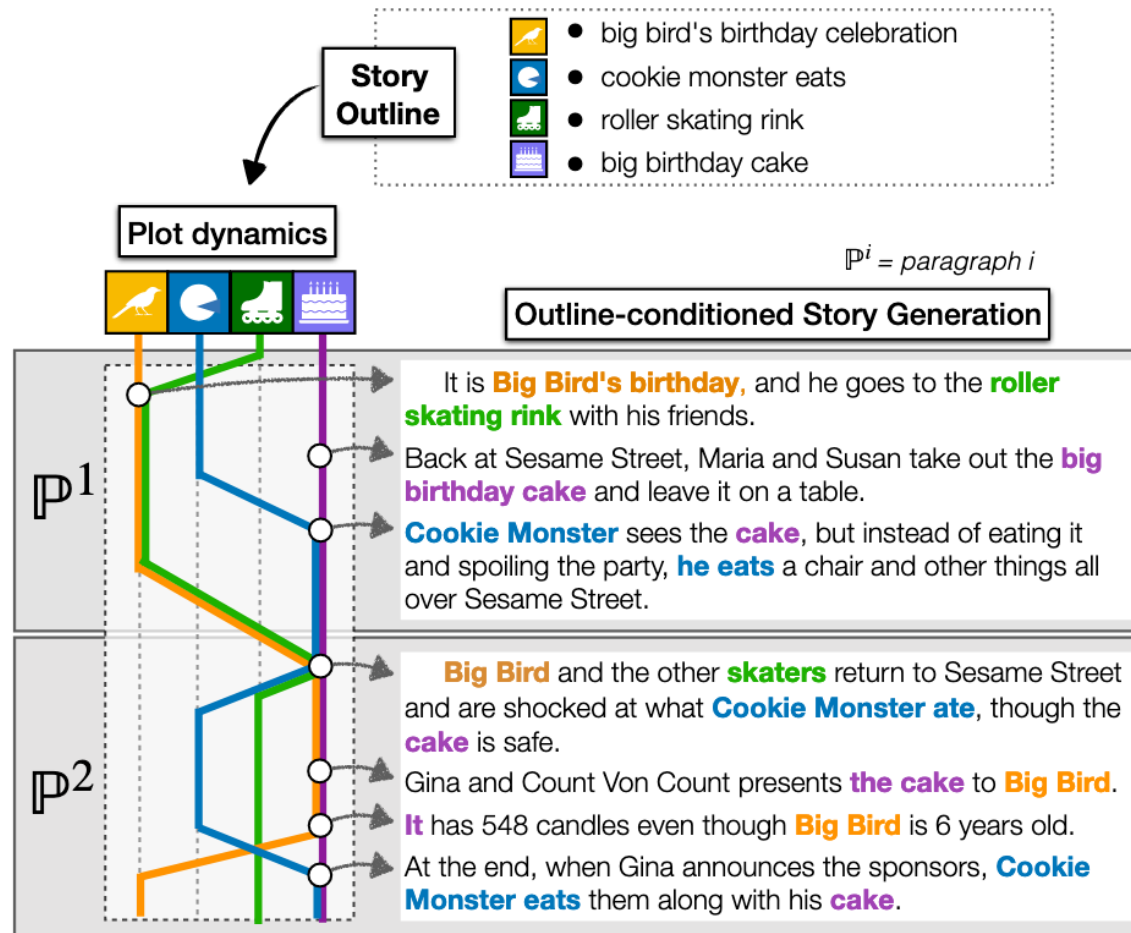 • big bird's birthday celebration
Story
Outline
• cookie monster eats
• roller skating rink
• big birthday cake
Plot dynamics
ℙⁱ = paragraph i
Outline-conditioned Story Generation
ℙ¹
It is Big Bird's birthday, and he goes to the roller
skating rink with his friends.
Back at Sesame Street, Maria and Susan take out the big
birthday cake and leave it on a table.
Cookie Monster sees the cake, but instead of eating it
and spoiling the party, he eats a chair and other things all
over Sesame Street.
ℙ²
Big Bird and the other skaters return to Sesame Street
and are shocked at what Cookie Monster ate, though the
cake is safe.
Gina and Count Von Count presents the cake to Big Bird.
It has 548 candles even though Big Bird is 6 years old.
At the end, when Gina announces the sponsors, Cookie
Monster eats them along with his cake.